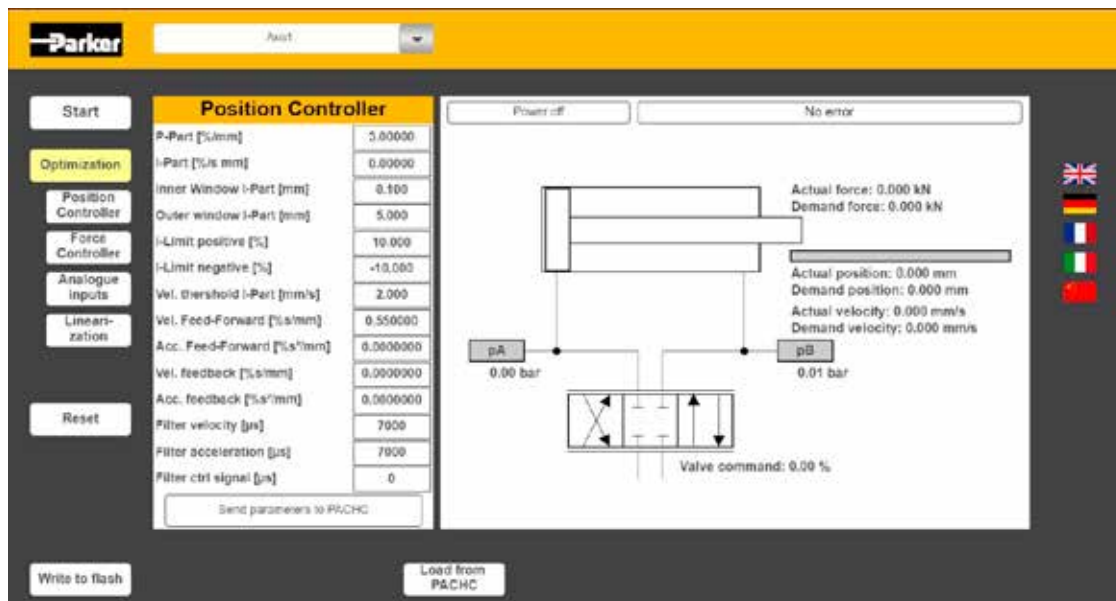 Parker
Axis1
Start
Optimization
Position
Controller
Force
Controller
Analogue
inputs
Lineari-
zation
Reset
Write to flash
Position Controller
P-Part [%/mm]
I-Part [%/s mm] 0.00000
Inner Window I-Part [mm] 0.100
Outer window I-Part [mm] 5.000
I-Limit positive [%] 10.000
I-Limit negative [%] -10.000
Vel. thershold I-Part [mm/s] 2.000
Vel. Feed-Forward [%s/mm] 0.550000
Acc. Feed-Forward [%s²/mm] 0.0000000
Vel. feedback [%s/mm] 0.0000000
Acc. feedback [%s²/mm] 0.0000000
Filter velocity [µs] 7000
Filter acceleration [µs] 7000
Filter ctrl signal [µs] 0
Send parameters to PACHC
Load from
PACHC
Power off
No error
Actual force: 0.000 kN
Demand force: 0.000 kN
Actual position: 0.000 mm
Demand position: 0.000 mm
Actual velocity: 0.000 mm/s
Demand velocity: 0.000 mm/s
pA
0.00 bar
pB
0.01 bar
Valve command: 0.00 %